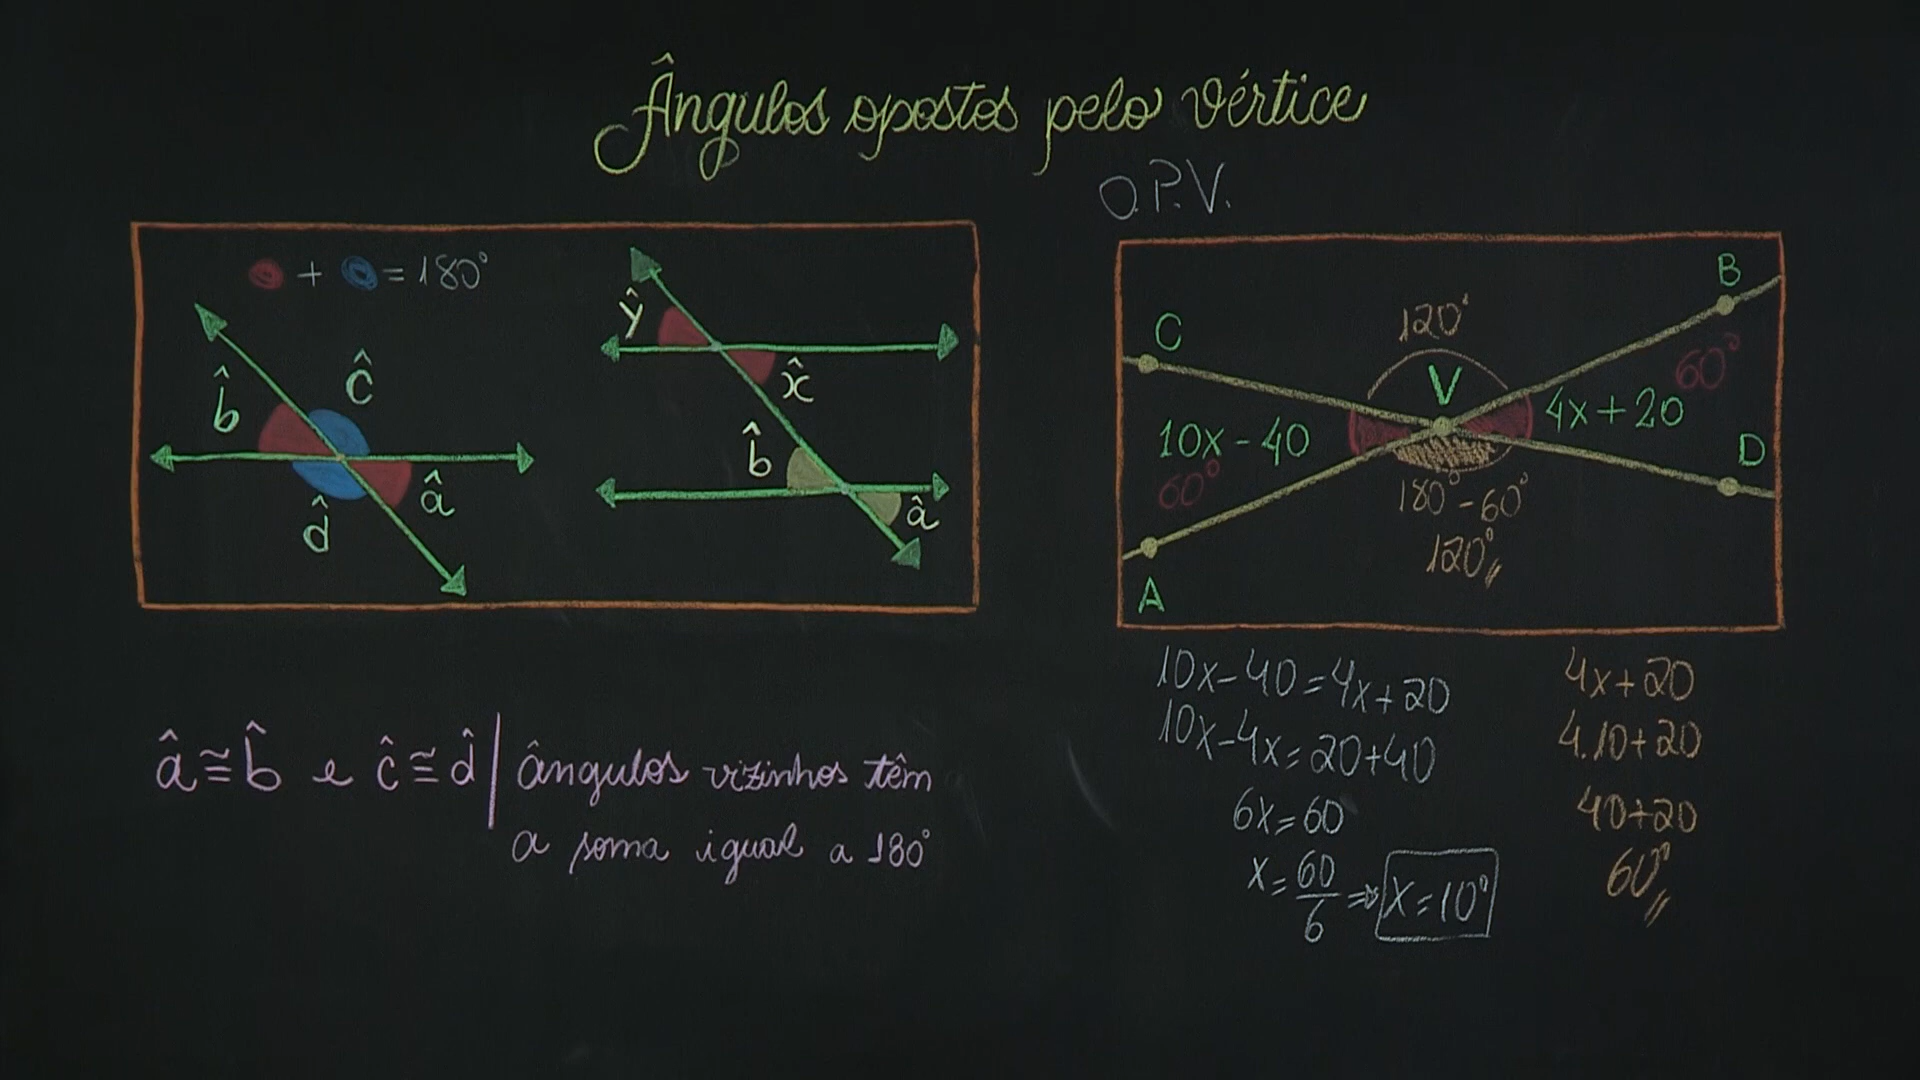 Ângulos opostos pelo vértice
O.P.V.
+ = 180°
b̂
ĉ
d̂
â
ŷ
x̂
b̂
â
C
B
120°
60°
V
10x - 40
4x + 20
60°
D
180° - 60°
120°
A
â ≅ b̂ e ĉ ≅ d̂ | ângulos vizinhos têm
a soma igual a 180°
10x - 40 = 4x + 20
10x - 4x = 20 + 40
6x = 60
x = 60/6 ⇒ x = 10°
4x + 20
4.10 + 20
40 + 20
60°